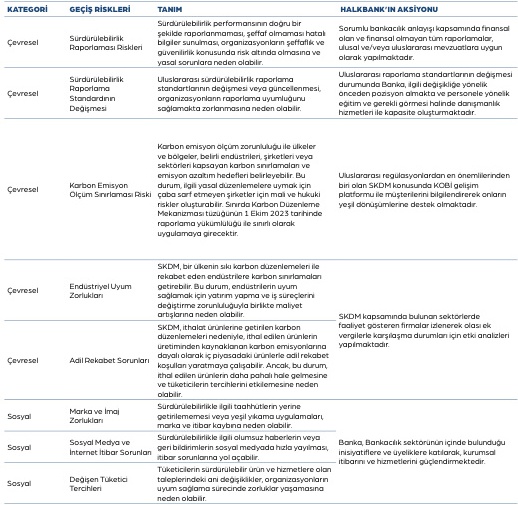 KATEGORİ GEÇİŞ RİSKLERİ TANIM HALKBANK'IN AKSİYONU
Çevresel
Sürdürülebilirlik
Raporlaması Riskleri
Sürdürülebilirlik performansının doğru bir
şekilde raporlanmaması, şeffaf olmaması hatalı
bilgiler sunulması, organizasyonların şeffaflık ve
güvenilirlik konusunda risk altında olmasına ve
yasal sorunlara neden olabilir.
Sorumlu bankacılık anlayışı kapsamında finansal
olan ve finansal olmayan tüm raporlamalar,
ulusal ve/veya uluslararası mevzuatlara uygun
olarak yapılmaktadır.
Çevresel
Sürdürülebilirlik
Raporlama
Standardının
Değişmesi
Uluslararası sürdürülebilirlik raporlama
standartlarının değişmesi veya güncellenmesi,
organizasyonların raporlama uyumluğunu
sağlamakta zorlanmasına neden olabilir.
Uluslararası raporlama standartlarının değişmesi
durumunda Banka, ilgili değişikliğe yönelik
önceden pozisyon almakta ve personele yönelik
eğitim ve gerekli görmesi halinde danışmanlık
hizmetleri ile kapasite oluşturmaktadır.
Çevresel
Karbon Emisyon
Ölçüm Sınırlaması Riski
Karbon emisyon ölçüm zorunluluğu ile ülkeler
ve bölgeler, belirli endüstrileri, şirketleri veya
sektörleri kapsayan karbon sınırlamaları ve
emisyon azaltım hedefleri belirleyebilir. Bu
durum, ilgili yasal düzenlemelere uymak için
çaba sarf etmeyen şirketler için mali ve hukuki
riskler oluşturabilir. Sınırda Karbon Düzenleme
Mekanizması tüzüğünün 1 Ekim 2023 tarihinde
raporlama yükümlülüğü ile sınırlı olarak
uygulamaya girecektir.
Uluslararası regülasyonlardan en önemlilerinden
biri olan SKDM konusunda KOBİ gelişim
platformu ile müşterilerini bilgilendirerek onların
yeşil dönüşümlerine destek olmaktadır.
Çevresel
Endüstriyel Uyum
Zorlukları
SKDM, bir ülkenin sıkı karbon düzenlemeleri ile
rekabet eden endüstrilere karbon sınırlamaları
getirebilir. Bu durum, endüstrilerin uyum
sağlamak için yatırım yapma ve iş süreçlerini
değiştirme zorunluluğuyla birlikte maliyet
artışlarına neden olabilir.
SKDM kapsamında bulunan sektörlerde
faaliyet gösteren firmalar izlenerek olası ek
vergilerle karşılaşma durumları için etki analizleri
yapılmaktadır.
Çevresel
Adil Rekabet Sorunları
SKDM, ithalat ürünlerine getirilen karbon
düzenlemeleri nedeniyle, ithal edilen ürünlerin
üretiminden kaynaklanan karbon emisyonlarına
dayalı olarak iç piyasadaki ürünlerle adil rekabet
koşulları yaratmaya çalışabilir. Ancak, bu durum,
ithal edilen ürünlerin daha pahalı hale gelmesine
ve tüketicilerin tercihlerini etkilemesine neden
olabilir.
Sosyal
Marka ve İmaj
Zorlukları
Sürdürülebilirlikle ilgili taahhütlerin yerine
getirilememesi veya yeşil yıkama uygulamaları,
marka ve itibar kaybına neden olabilir.
Banka, Bankacılık sektörünün içinde bulunduğu
inisiyatiflere ve üyeliklere katılarak, kurumsal
itibarını ve hizmetlerini güçlendirmektedir.
Sosyal
Sosyal Medya ve
İnternet İtibar Sorunları
Sürdürülebilirlikle ilgili olumsuz haberlerin veya
geri bildirimlerin sosyal medyada hızla yayılması,
itibar sorunlarına yol açabilir.
Sosyal
Değişen Tüketici
Tercihleri
Tüketicilerin sürdürülebilir ürün ve hizmetlere olan
taleplerindeki ani değişiklikler, organizasyonların
uyum sağlama sürecinde zorluklar yaşamasına
neden olabilir.